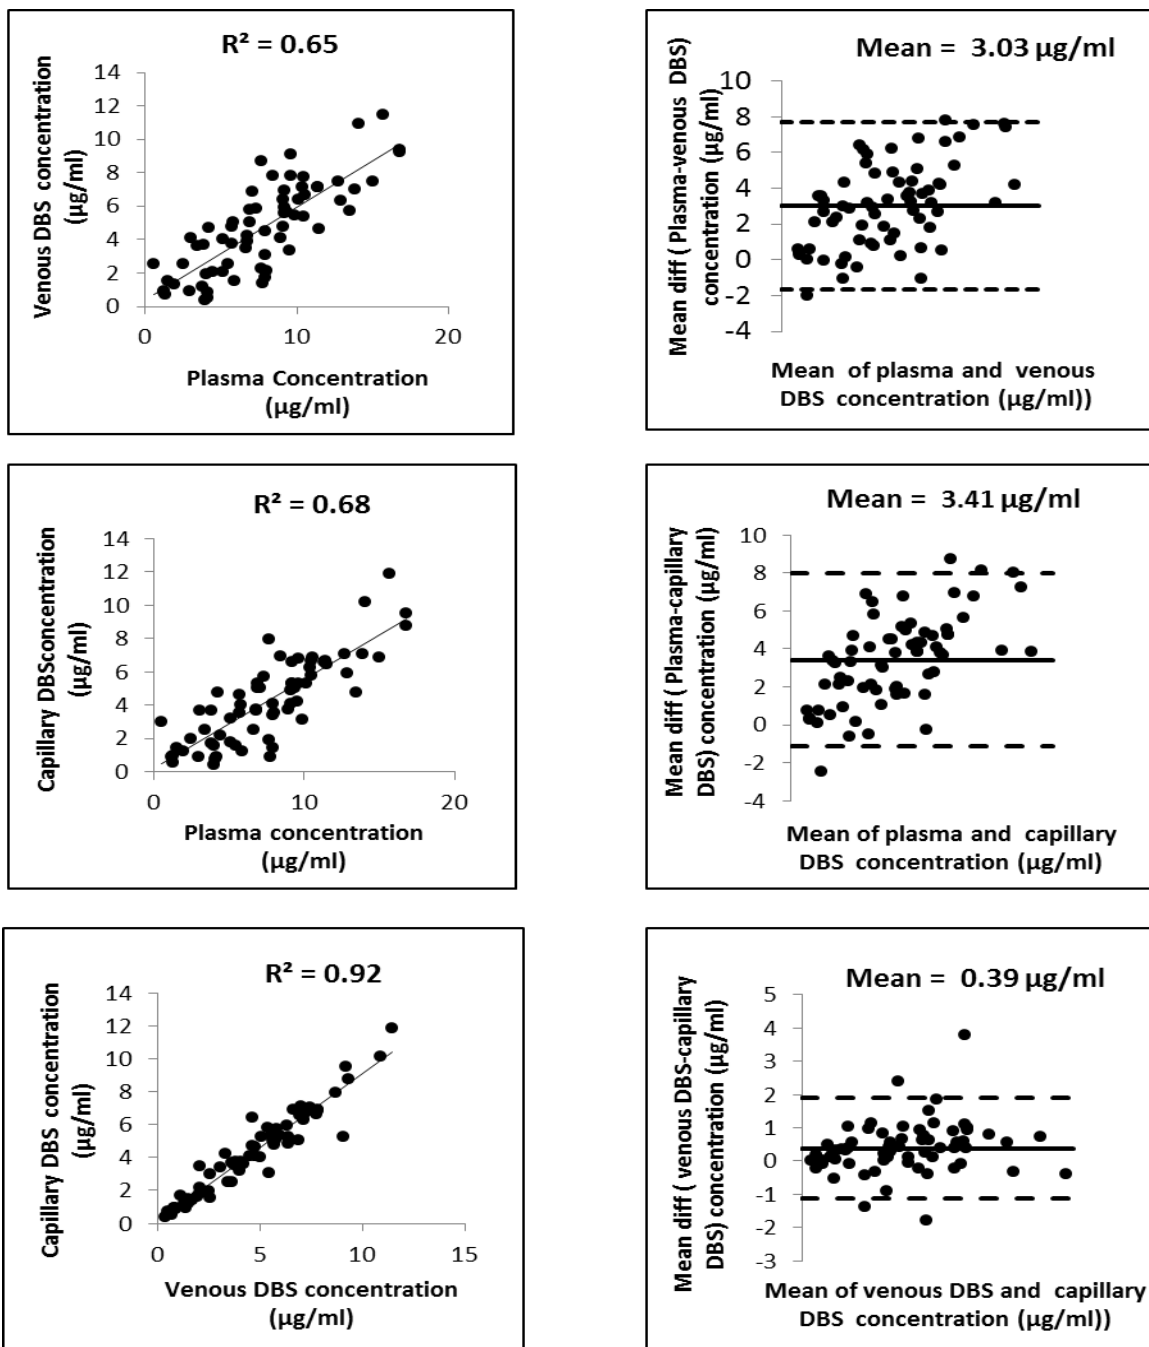 R² = 0.65
14
12
10
8
6
4
2
0
0 10 20
Venous DBS concentration
(µg/ml)
Plasma Concentration
(µg/ml)
Mean = 3.03 µg/ml
10
8
6
4
2
0
-2
-4
Mean diff ( Plasma-venous DBS)
concentration (µg/ml)
Mean of plasma and venous
DBS concentration (µg/ml))
R² = 0.68
14
12
10
8
6
4
2
0
0 10 20
Capillary DBSconcentration
(µg/ml)
Plasma concentration
(µg/ml)
Mean = 3.41 µg/ml
10
8
6
4
2
0
-2
-4
Mean diff ( Plasma-capillary
DBS) concentration (µg/ml)
Mean of plasma and capillary
DBS concentration (µg/ml)
R² = 0.92
14
12
10
8
6
4
2
0
0 5 10 15
Capillary DBS concentration
(µg/ml)
Venous DBS concentration
(µg/ml)
Mean = 0.39 µg/ml
5
4
3
2
1
0
-1
-2
-3
Mean diff ( venous DBS-capillary
DBS) concentration (µg/ml)
Mean of venous DBS and capillary
DBS concentration (µg/ml))